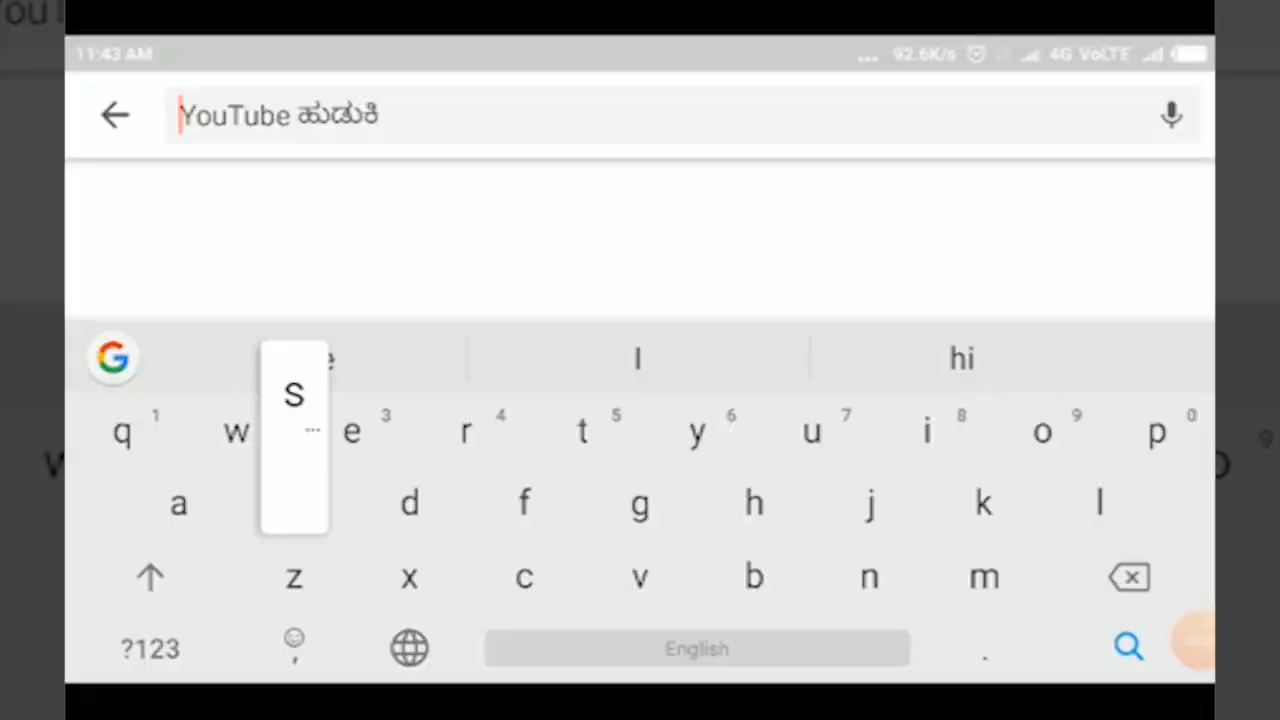 11:43 AM ... 92.6K/s 4G VoLTE
YouTube ಹುಡುಕಿ
I hi
q 1 w e 3 r 4 t 5 y 6 u 7 i 8 o 9 p 0
S
a d f g h j k l
z x c v b n m
?123 , English .